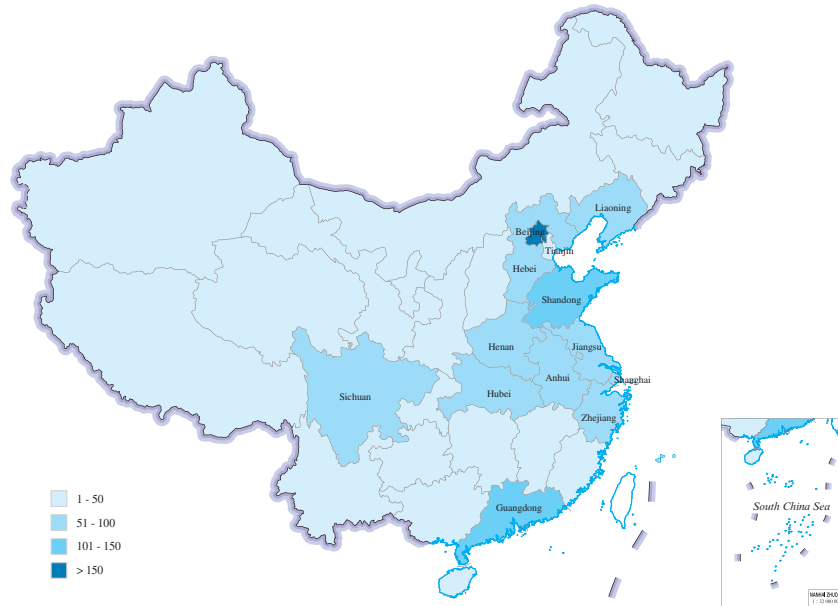 Liaoning
Beijing
Tianjin
Hebei
Shandong
Henan
Jiangsu
Shanghai
Anhui
Sichuan
Hubei
Zhejiang
Guangdong
1 - 50
51 - 100
101 - 150
> 150
South China Sea